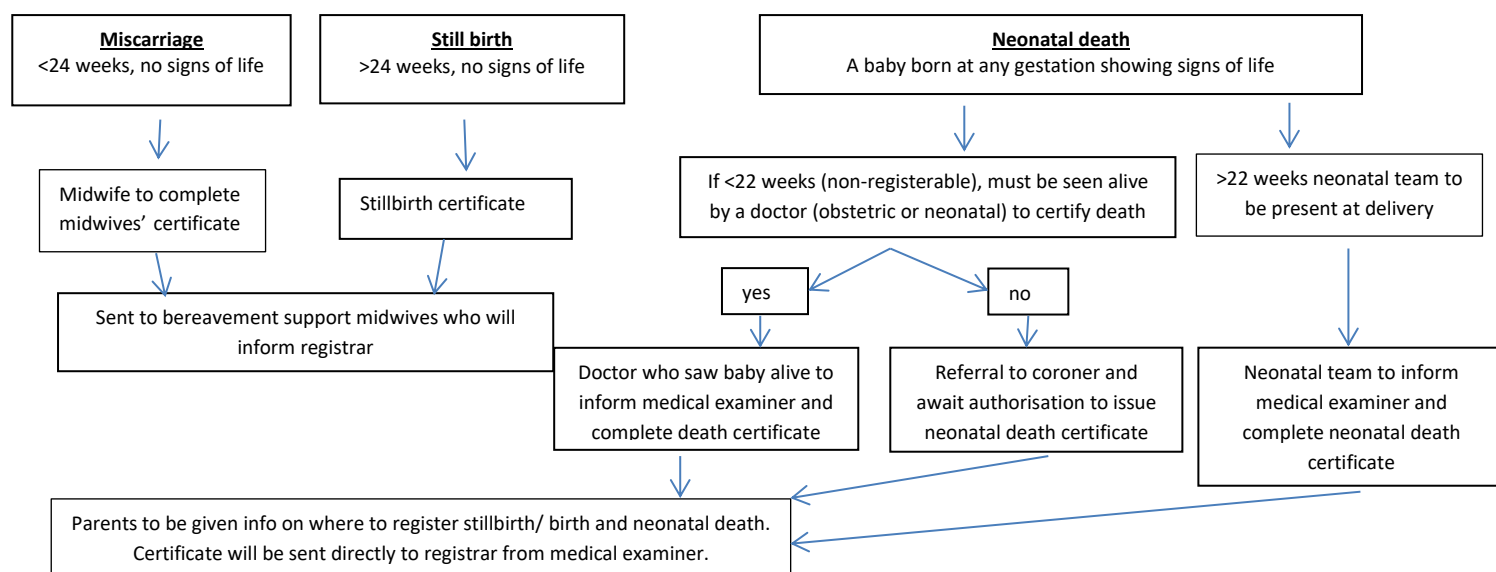 Miscarriage
<24 weeks, no signs of life
Still birth
>24 weeks, no signs of life
Neonatal death
A baby born at any gestation showing signs of life
Midwife to complete
midwives’ certificate
Stillbirth certificate
If <22 weeks (non-registerable), must be seen alive
by a doctor (obstetric or neonatal) to certify death
>22 weeks neonatal team to
be present at delivery
yes
no
Sent to bereavement support midwives who will
inform registrar
Doctor who saw baby alive to
inform medical examiner and
complete death certificate
Referral to coroner and
await authorisation to issue
neonatal death certificate
Neonatal team to inform
medical examiner and
complete neonatal death
certificate
Parents to be given info on where to register stillbirth/ birth and neonatal death.
Certificate will be sent directly to registrar from medical examiner.